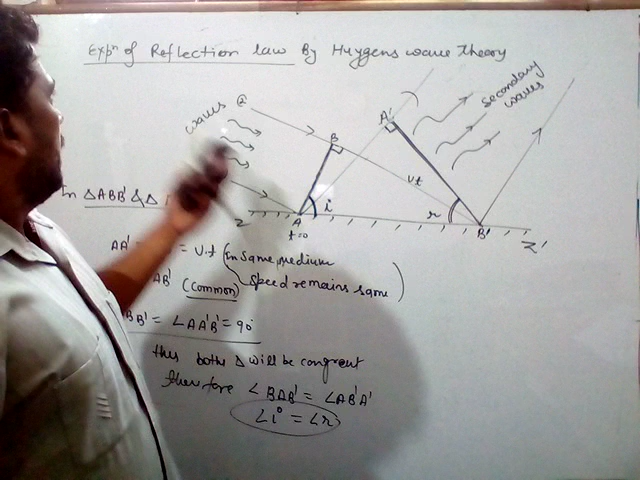 Expⁿ of Reflection law By Huygens wave Theory
waves
Q
B
A'
secondary waves
vt
i
r
Z
A
t=0
B'
Z'
In ΔABB' & Δ
AA' = v.t (In same medium
speed remains same)
AB' (common)
BB' = ∠AA'B' = 90°
thus both Δ will be congruent
therefore ∠BAB' = ∠AB'A'
∠i = ∠r